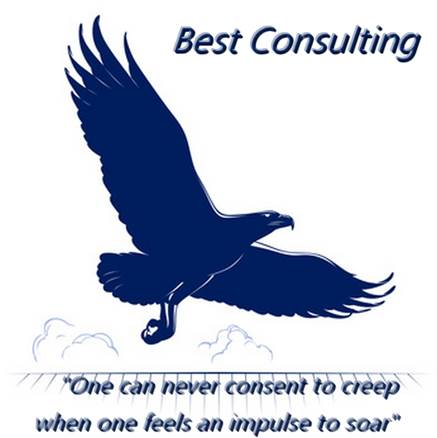 Best Consulting
"One can never consent to creep
when one feels an impulse to soar"